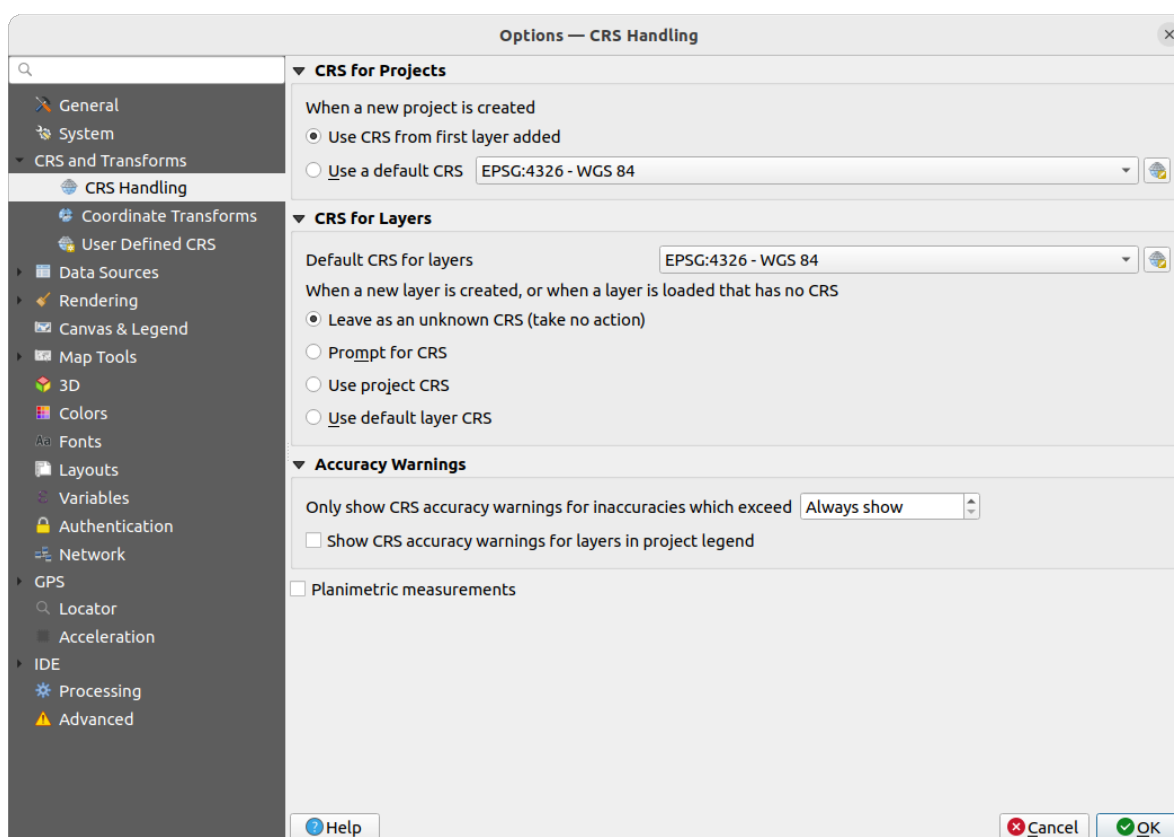 Options — CRS Handling
General
System
CRS and Transforms
CRS Handling
Coordinate Transforms
User Defined CRS
Data Sources
Rendering
Canvas & Legend
Map Tools
3D
Colors
Aa Fonts
Layouts
Variables
Authentication
Network
GPS
Locator
Acceleration
IDE
Processing
Advanced
CRS for Projects
When a new project is created
Use CRS from first layer added
Use a default CRS EPSG:4326 - WGS 84
CRS for Layers
Default CRS for layers EPSG:4326 - WGS 84
When a new layer is created, or when a layer is loaded that has no CRS
Leave as an unknown CRS (take no action)
Prompt for CRS
Use project CRS
Use default layer CRS
Accuracy Warnings
Only show CRS accuracy warnings for inaccuracies which exceed Always show
Show CRS accuracy warnings for layers in project legend
Planimetric measurements
Help Cancel OK